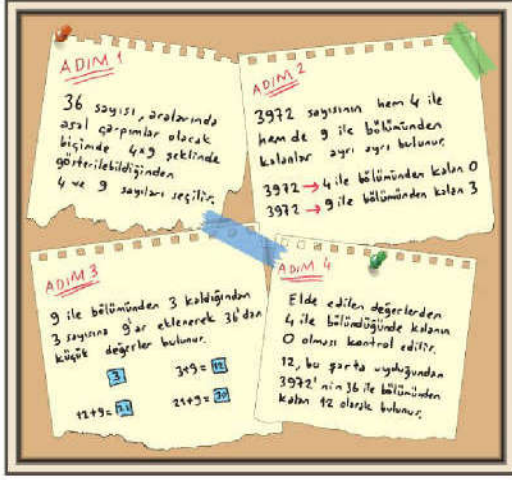 ADIM 1
36 sayısı, aralarında
asal çarpımlar olacak
biçimde 4x9 şeklinde
gösterilebildiğinden
4 ve 9 sayıları seçilir.
ADIM 2
3972 sayısının hem 4 ile
hem de 9 ile bölümünden
kalanlar ayrı ayrı bulunur.
3972 → 4 ile bölümünden kalan 0
3972 → 9 ile bölümünden kalan 3
ADIM 3
9 ile bölümünden 3 kaldığından
3 sayısına 9'ar eklenerek 36'dan
küçük değerler bulunur.
3 3+9= 12
12+9= 21 21+9= 30
ADIM 4
Elde edilen değerlerden
4 ile bölündüğünde kalanın
0 olması kontrol edilir.
12, bu şarta uyduğundan
3972'nin 36 ile bölümünden
kalan 12 olarak bulunur.